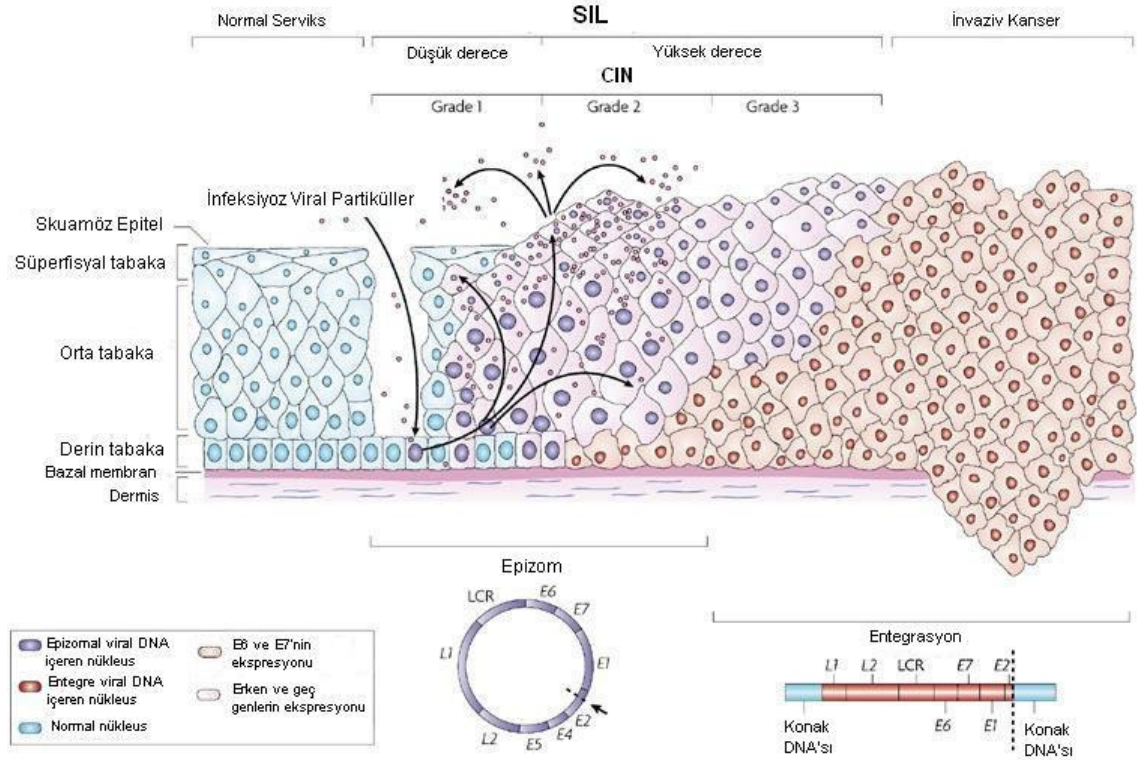 Normal Serviks
SIL
İnvaziv Kanser
Düşük derece
Yüksek derece
CIN
Grade 1
Grade 2
Grade 3
İnfeksiyoz Viral Partiküller
Skuamöz Epitel
Süperfisyal tabaka
Orta tabaka
Derin tabaka
Bazal membran
Dermis
Epizom
LCR
E6
E7
L1
E1
E2
L2
E5
E4
Entegrasyon
L1
L2
LCR
E7
E2
E6
E1
Konak
DNA'sı
Konak
DNA'sı
Epizomal viral DNA
içeren nükleus
Entegre viral DNA
içeren nükleus
Normal nükleus
E6 ve E7'nin
ekspresyonu
Erken ve geç
genlerin ekspresyonu